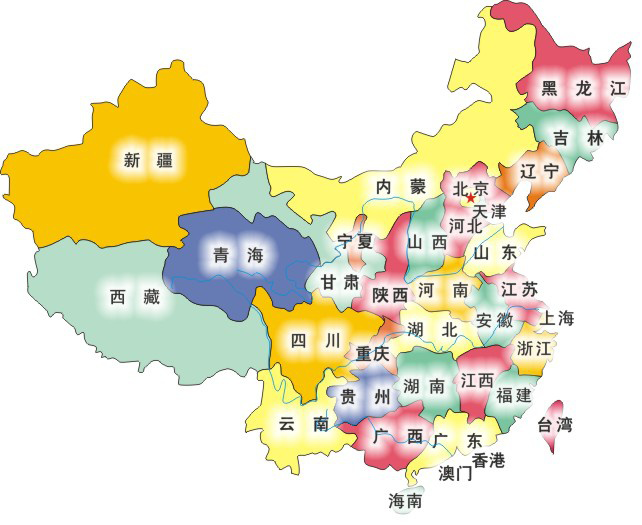 黑龙江
吉林
辽宁
新疆
内蒙
北京
天津
河北
宁夏
山西
山东
青海
甘肃
西藏
陕西
河南
江苏
安徽
上海
四川
湖北
浙江
重庆
江西
湖南
贵州
福建
云南
广西
广东
台湾
香港
澳门
海南